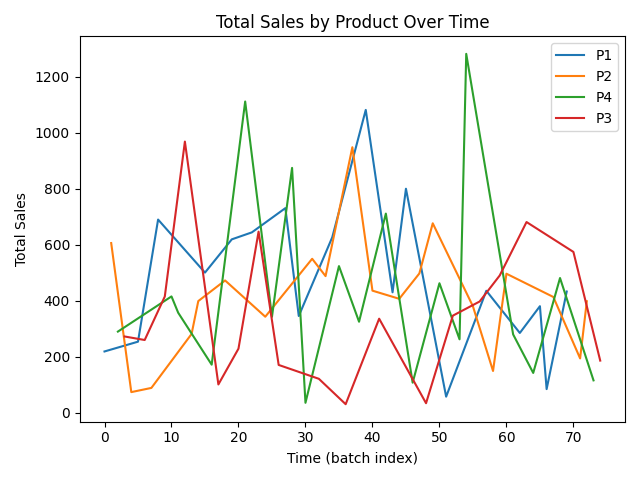 Total Sales by Product Over Time
P1
P2
P4
P3
Total Sales
1200
1000
800
600
400
200
0
0 10 20 30 40 50 60 70
Time (batch index)